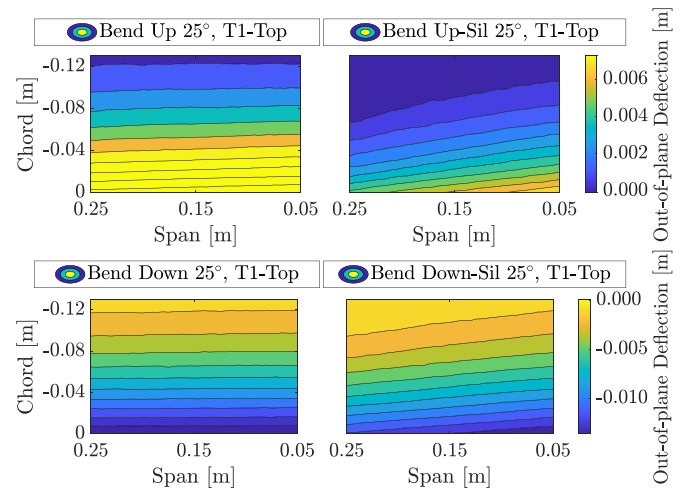 Bend Up 25°, T1-Top
Bend Up-Sil 25°, T1-Top
Chord [m]
-0.12
-0.08
-0.04
0
0.25
0.15
0.05
Span [m]
0.25
0.15
0.05
Span [m]
0.006
0.004
0.002
0.000
Out-of-plane Deflection [m]
Bend Down 25°, T1-Top
Bend Down-Sil 25°, T1-Top
Chord [m]
-0.12
-0.08
-0.04
0
0.25
0.15
0.05
Span [m]
0.25
0.15
0.05
Span [m]
0.000
-0.005
-0.010
Out-of-plane Deflection [m]